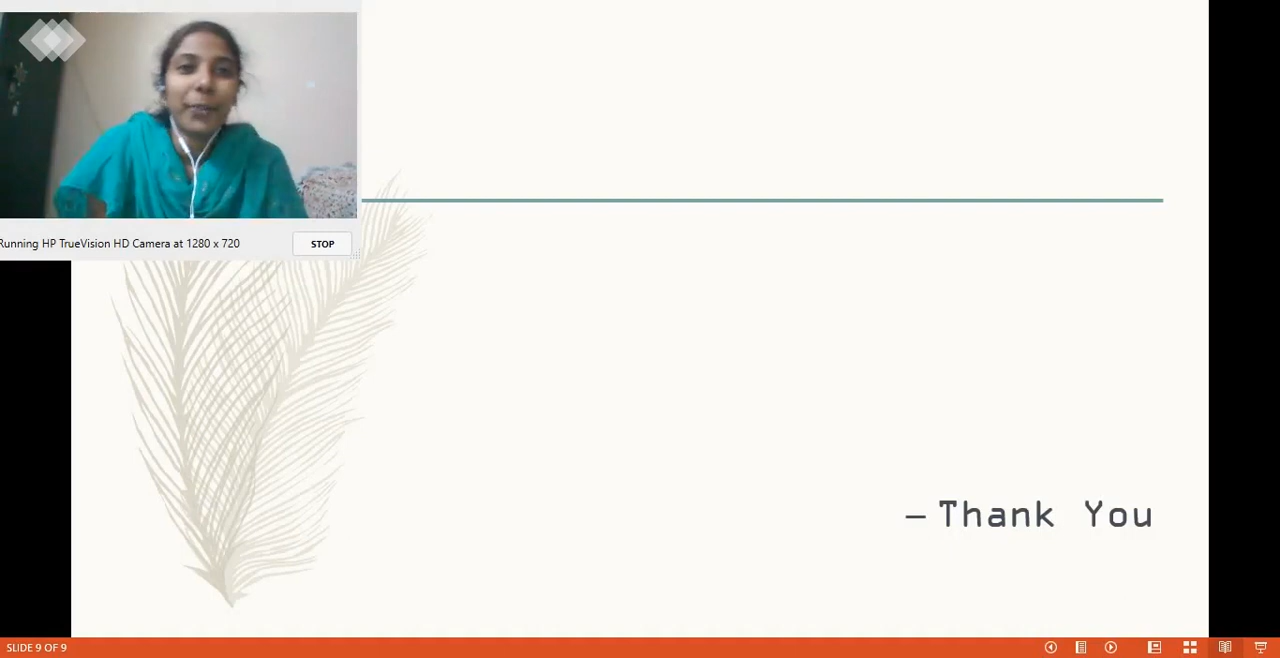 Running HP TrueVision HD Camera at 1280 x 720
STOP
– Thank You
SLIDE 9 OF 9